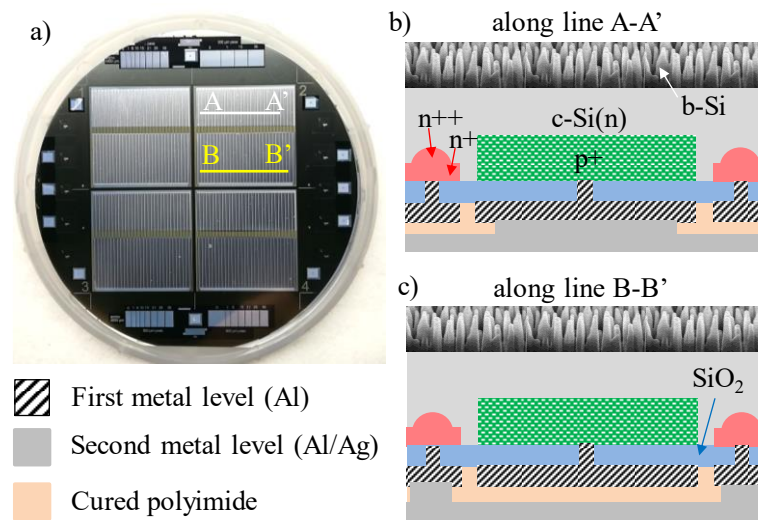 a)
A A’
B B’
1
2
3
4
First metal level (Al)
Second metal level (Al/Ag)
Cured polyimide
b)
along line A-A’
b-Si
c-Si(n)
n++
n+
p+
c)
along line B-B’
SiO2